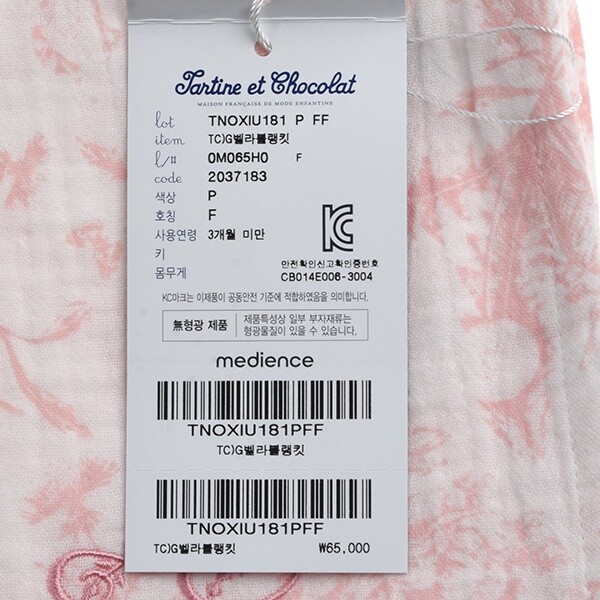 Tartine et Chocolat
MAISON FRANÇAISE DE MODE ENFANTINE
lot TNOXIU181 P FF
item TC)G벨라블랭킷
l/# 0M065H0 F
code 2037183
색상 P
호칭 F
사용연령 3개월 미만
키
몸무게
안전확인신고확인증번호
CB014E006-3004
KC마크는 이제품이 공동안전 기준에 적합하였음을 의미합니다.
無형광 제품
제품특성상 일부 부자재류는
형광물질이 있을 수 있습니다.
medience
TNOXIU181PFF
TC)G벨라블랭킷
TNOXIU181PFF
TC)G벨라블랭킷 ₩65,000